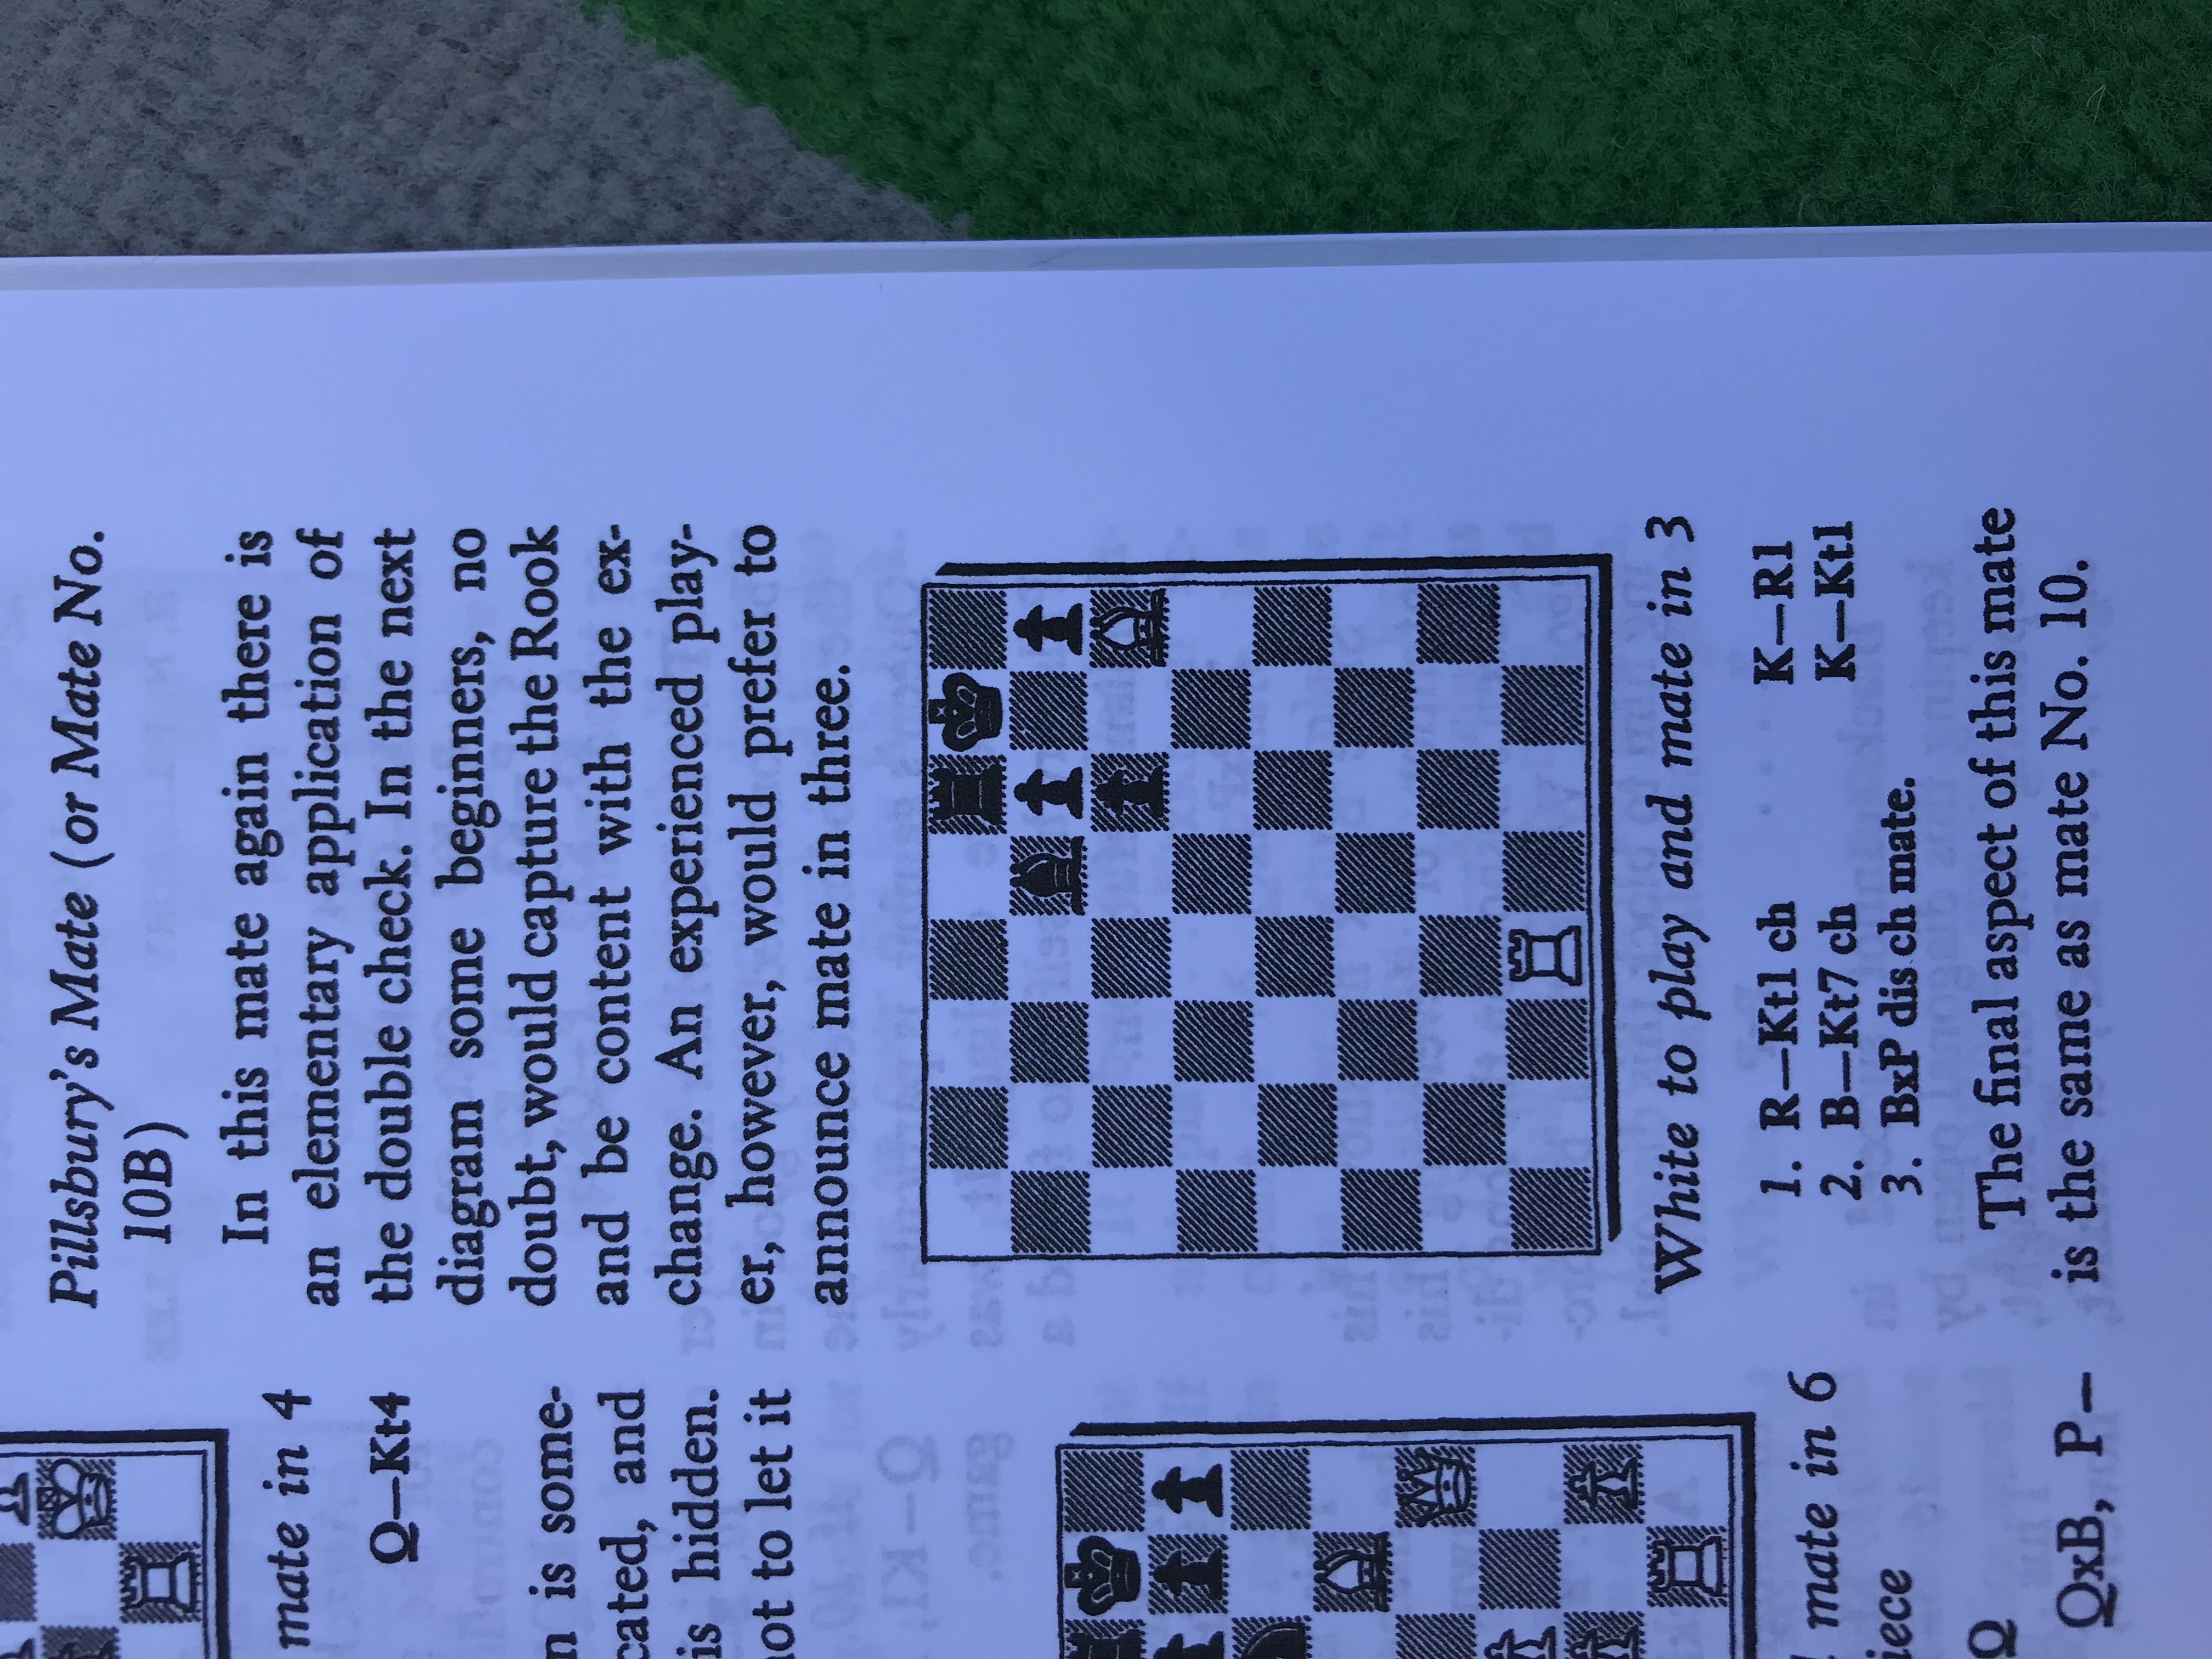 mate in 4
Q—Kt4
is some-
and
is hidden.
to let it
mate in 6
Q
QxB, P—
Pillsbury's Mate (or Mate No.
10B)
In this mate again there is
an elementary application of
the double check. In the next
diagram some beginners, no
doubt, would capture the Rook
and be content with the ex-
change. An experienced play-
er, however, would prefer to
announce mate in three.
White to play and mate in 3
1. R—Kt1 ch K—R1
2. B—Kt7 ch K—Kt1
3. BxP dis ch mate.
The final aspect of this mate
is the same as mate No. 10.